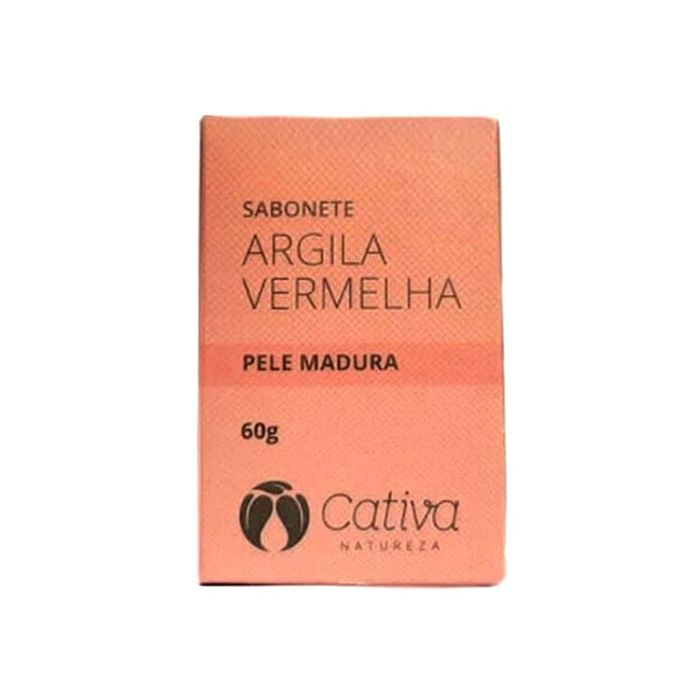 SABONETE
ARGILA
VERMELHA
PELE MADURA
60g
Cativa
NATUREZA